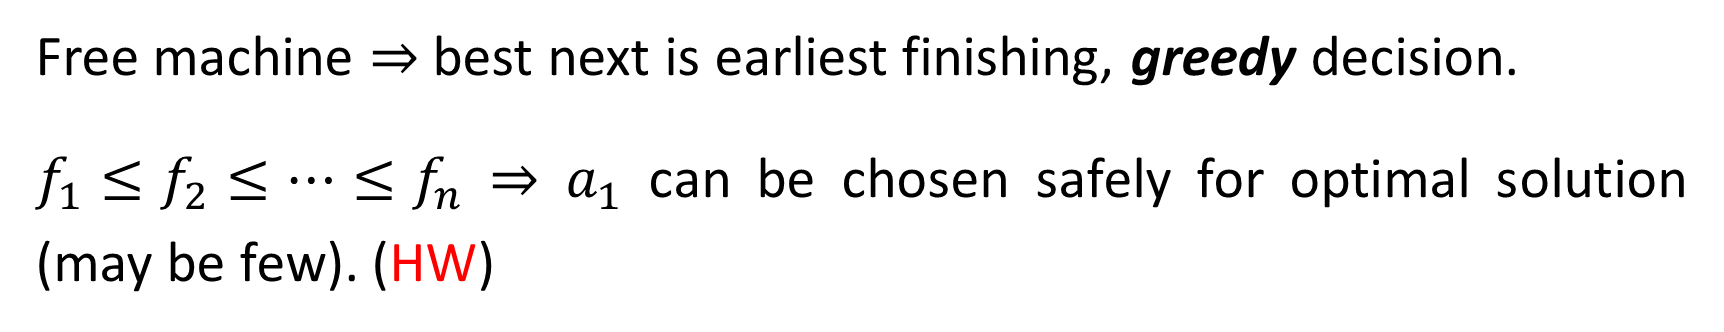 Free machine ⇒ best next is earliest finishing, greedy decision.
f₁ ≤ f₂ ≤ ⋯ ≤ fₙ ⇒ a₁ can be chosen safely for optimal solution
(may be few). (HW)